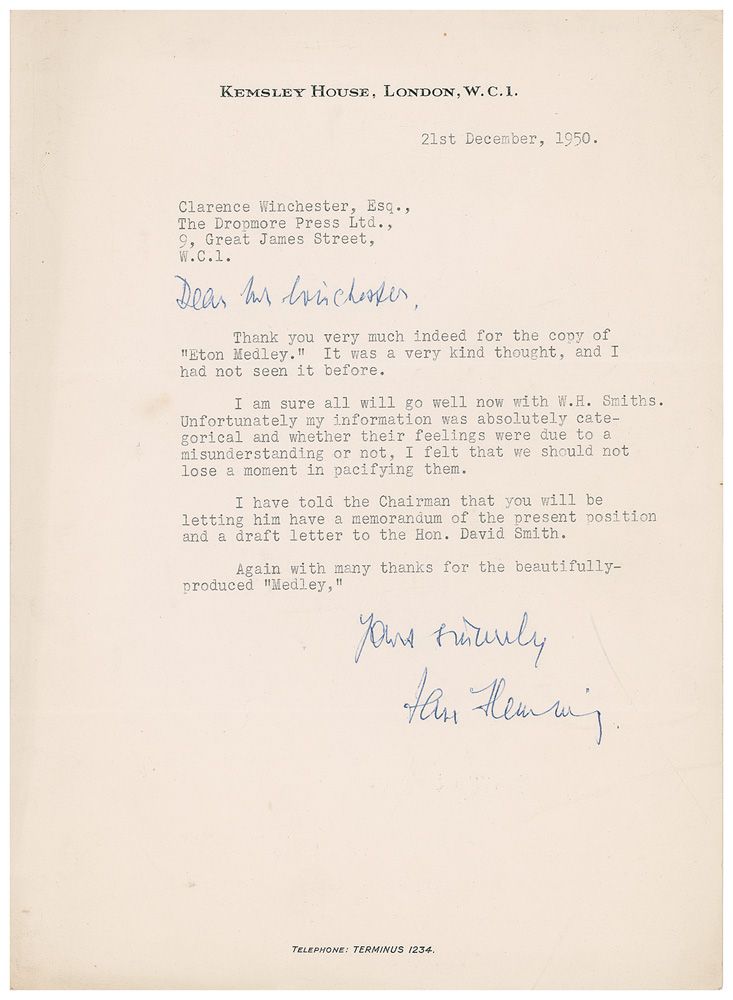 KEMSLEY HOUSE, LONDON, W.C.1.
21st December, 1950.
Clarence Winchester, Esq.,
The Dropmore Press Ltd.,
9, Great James Street,
W.C.1.
Dear Mr Winchester,
Thank you very much indeed for the copy of
"Eton Medley." It was a very kind thought, and I
had not seen it before.
I am sure all will go well now with W.H. Smiths.
Unfortunately my information was absolutely cate-
gorical and whether their feelings were due to a
misunderstanding or not, I felt that we should not
lose a moment in pacifying them.
I have told the Chairman that you will be
letting him have a memorandum of the present position
and a draft letter to the Hon. David Smith.
Again with many thanks for the beautifully-
produced "Medley,"
Yours sincerely
Ian Fleming.
TELEPHONE: TERMINUS 1234.